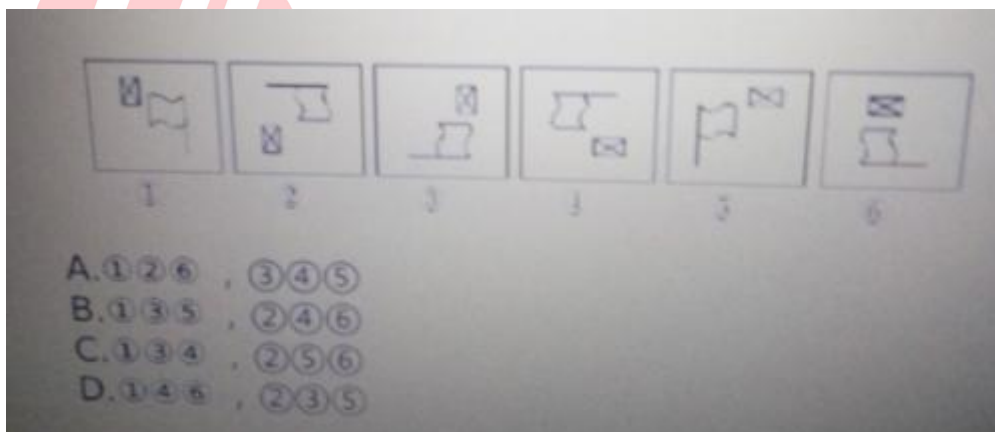 1 2 3 4 5 6
A.①②⑥ , ③④⑤
B.①③⑤ , ②④⑥
C.①③④ , ②⑤⑥
D.①④⑥ , ②③⑤